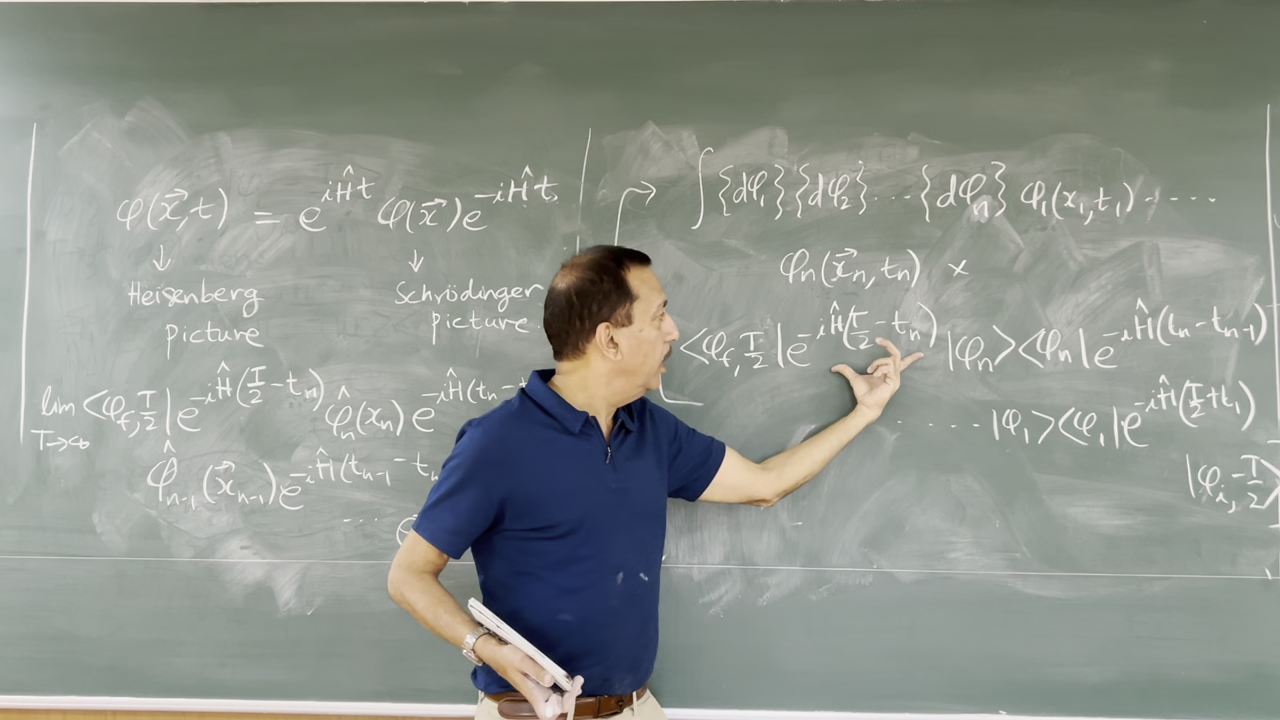 φ(x⃗,t) = e^{iĤt} φ(x⃗)e^{-iĤt}
↓ ↓
Heisenberg Schrödinger
picture picture.
lim <φ_f, T/2 | e^{-iĤ(T/2 - t_n)} φ̂_n(x_n) e^{-iĤ(t_n - t
T→∞
φ̂_{n-1}(x⃗_{n-1}) e^{-iĤ(t_{n-1} - t_n
....
→ ∫{dφ_1}{dφ_2}...{dφ_n} φ_1(x_1,t_1).....
φ_n(x⃗_n, t_n) ×
<φ_f, T/2 | e^{-iĤ(T/2 - t_n)} |φ_n><φ_n| e^{-iĤ(t_n - t_{n-1})}
..... |φ_1><φ_1| e^{-iĤ(T/2 + t_1)}
|φ_i, -T/2>